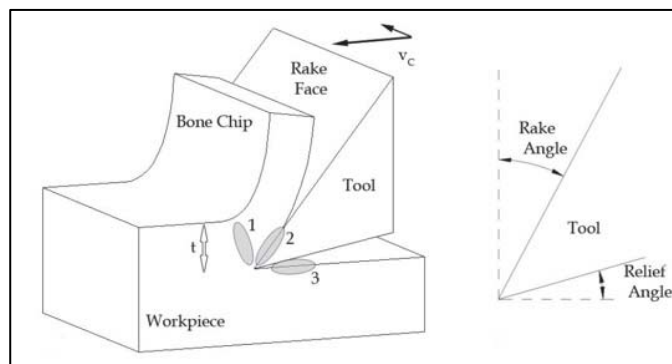 v_c
Rake
Face
Bone Chip
Tool
1
2
3
t
Workpiece
Rake
Angle
Tool
Relief
Angle